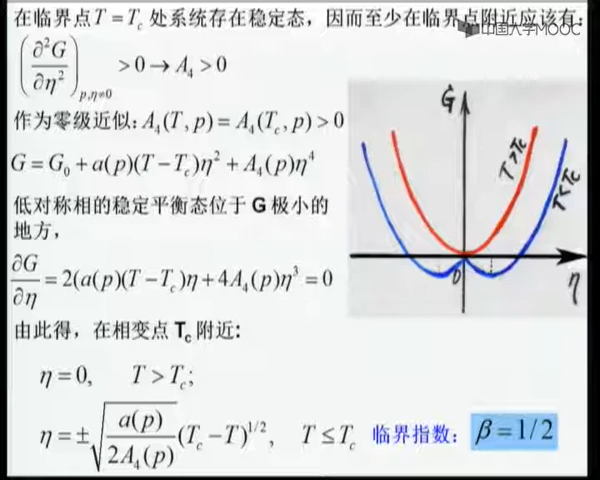 在临界点 T = T_c 处系统存在稳定态，因而至少在临界点附近应该有：
中国大学MOOC
(∂²G/∂η²)_{p,η≠0} > 0 → A₄ > 0
作为零级近似：A₄(T, p) = A₄(T_c, p) > 0
G = G₀ + a(p)(T − T_c)η² + A₄(p)η⁴
低对称相的稳定平衡态位于 G 极小的
地方，
∂G/∂η = 2(a(p)(T − T_c)η + 4A₄(p)η³ = 0
由此得，在相变点 T_c 附近:
η = 0, T > T_c;
η = ±√(a(p)/2A₄(p)) (T_c − T)^{1/2}, T ≤ T_c 临界指数： β = 1/2
G
T>Tc
T<Tc
0
η